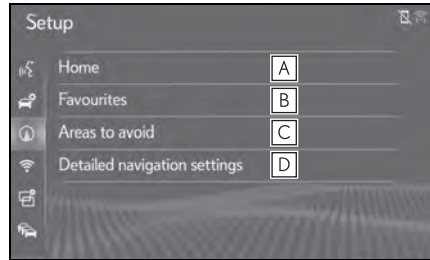 Setup
Home A
Favourites B
Areas to avoid C
Detailed navigation settings D